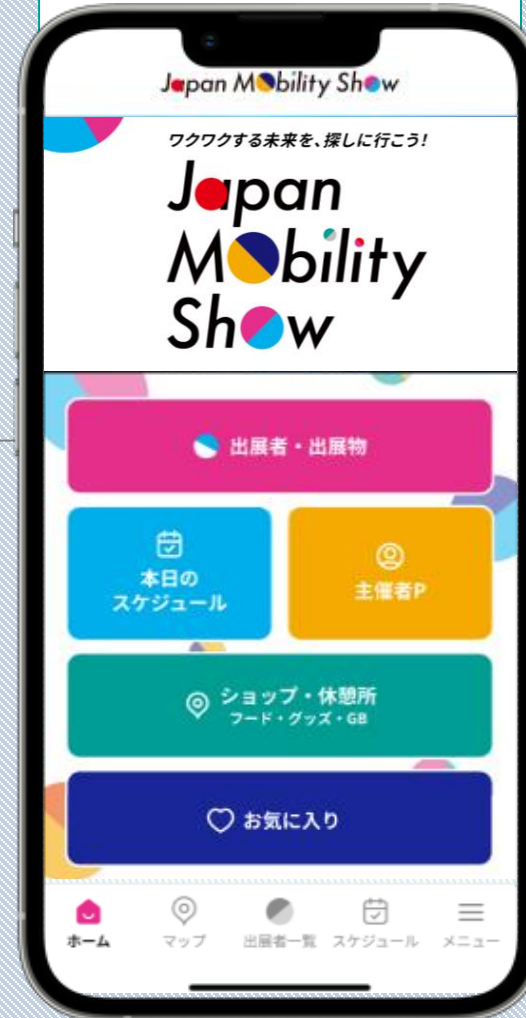 Japan Mobility Show
ワクワクする未来を、探しに行こう!
Japan
Mobility
Show
出展者・出展物
本日の
スケジュール
主催者P
ショップ・休憩所
フード・グッズ・GB
お気に入り
ホーム
マップ
出展者一覧
スケジュール
メニュー